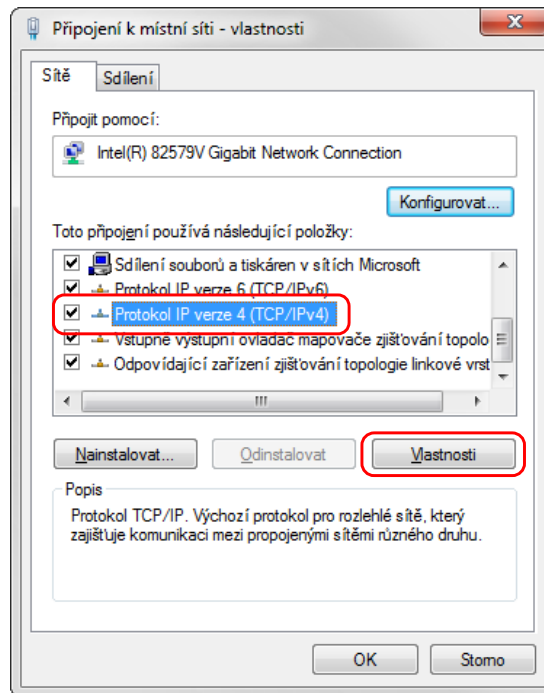 Připojení k místní síti - vlastnosti
Sítě
Sdílení
Připojit pomocí:
Intel(R) 82579V Gigabit Network Connection
Konfigurovat...
Toto připojení používá následující položky:
Sdílení souborů a tiskáren v sítích Microsoft
Protokol IP verze 6 (TCP/IPv6)
Protokol IP verze 4 (TCP/IPv4)
Vstupně výstupní ovladač mapovače zjišťování topolo
Odpovídající zařízení zjišťování topologie linkové vrst
Nainstalovat...
Odinstalovat
Vlastnosti
Popis
Protokol TCP/IP. Výchozí protokol pro rozlehlé sítě, který
zajišťuje komunikaci mezi propojenými sítěmi různého druhu.
OK
Storno